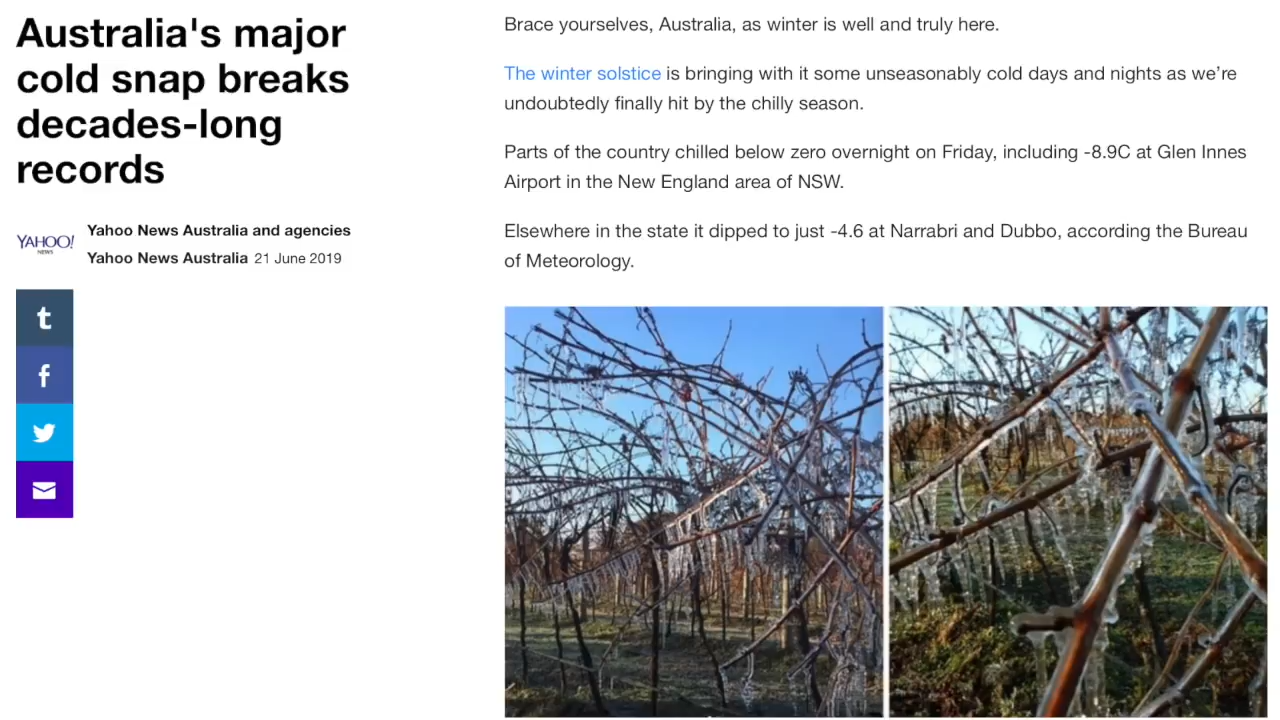 Australia's major
cold snap breaks
decades-long
records
YAHOO!
NEWS
Yahoo News Australia and agencies
Yahoo News Australia 21 June 2019
t
f
Brace yourselves, Australia, as winter is well and truly here.
The winter solstice is bringing with it some unseasonably cold days and nights as we’re
undoubtedly finally hit by the chilly season.
Parts of the country chilled below zero overnight on Friday, including -8.9C at Glen Innes
Airport in the New England area of NSW.
Elsewhere in the state it dipped to just -4.6 at Narrabri and Dubbo, according the Bureau
of Meteorology.